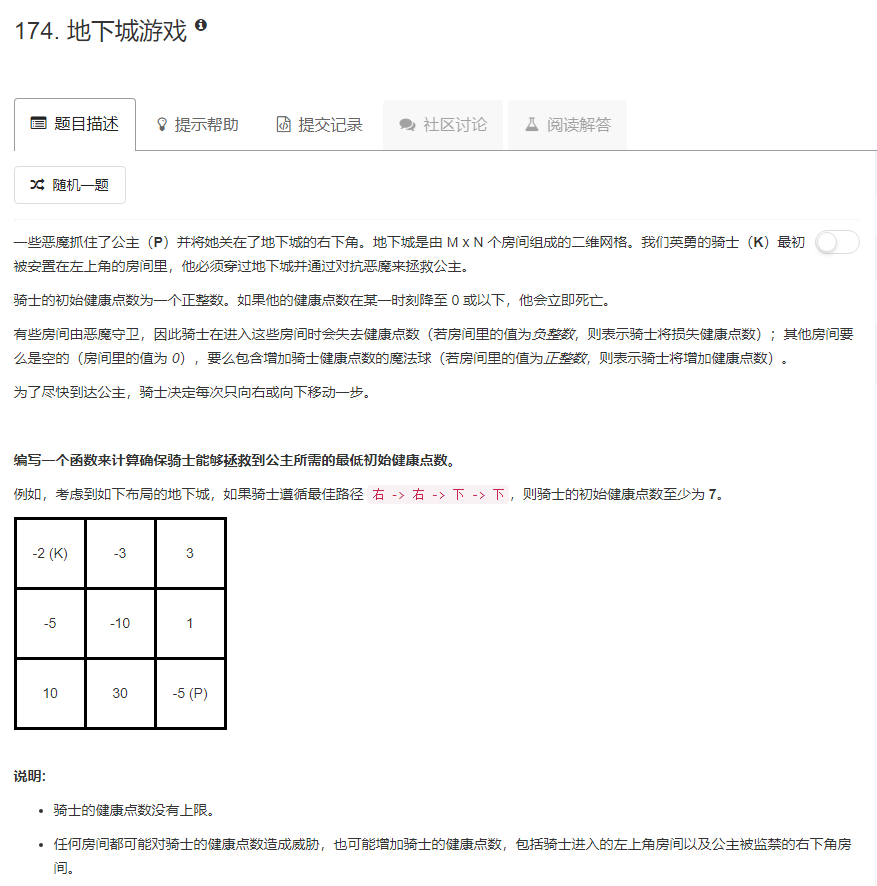 174. 地下城游戏
题目描述
提示帮助
提交记录
社区讨论
阅读解答
随机一题
一些恶魔抓住了公主（P）并将她关在了地下城的右下角。地下城是由 M x N 个房间组成的二维网格。我们英勇的骑士（K）最初
被安置在左上角的房间里，他必须穿过地下城并通过对抗恶魔来拯救公主。
骑士的初始健康点数为一个正整数。如果他的健康点数在某一时刻降至 0 或以下，他会立即死亡。
有些房间由恶魔守卫，因此骑士在进入这些房间时会失去健康点数（若房间里的值为负整数，则表示骑士将损失健康点数）；其他房间要
么是空的（房间里的值为 0），要么包含增加骑士健康点数的魔法球（若房间里的值为正整数，则表示骑士将增加健康点数）。
为了尽快到达公主，骑士决定每次只向右或向下移动一步。
编写一个函数来计算确保骑士能够拯救到公主所需的最低初始健康点数。
例如，考虑到如下布局的地下城，如果骑士遵循最佳路径 右 -> 右 -> 下 -> 下，则骑士的初始健康点数至少为 7。
-2 (K) -3 3
-5 -10 1
10 30 -5 (P)
说明:
• 骑士的健康点数没有上限。
• 任何房间都可能对骑士的健康点数造成威胁，也可能增加骑士的健康点数，包括骑士进入的左上角房间以及公主被监禁的右下角房
间。